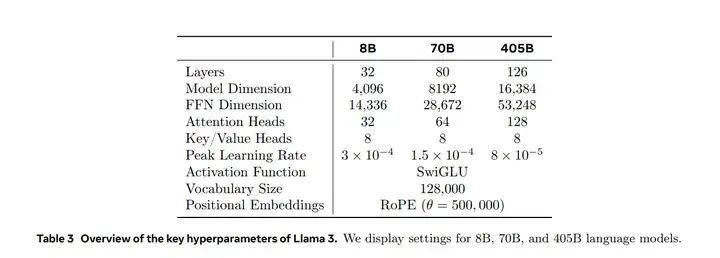 8B 70B 405B
Layers 32 80 126
Model Dimension 4,096 8192 16,384
FFN Dimension 14,336 28,672 53,248
Attention Heads 32 64 128
Key/Value Heads 8 8 8
Peak Learning Rate 3 × 10⁻⁴ 1.5 × 10⁻⁴ 8 × 10⁻⁵
Activation Function SwiGLU
Vocabulary Size 128,000
Positional Embeddings RoPE (θ = 500,000)
Table 3 Overview of the key hyperparameters of Llama 3. We display settings for 8B, 70B, and 405B language models.